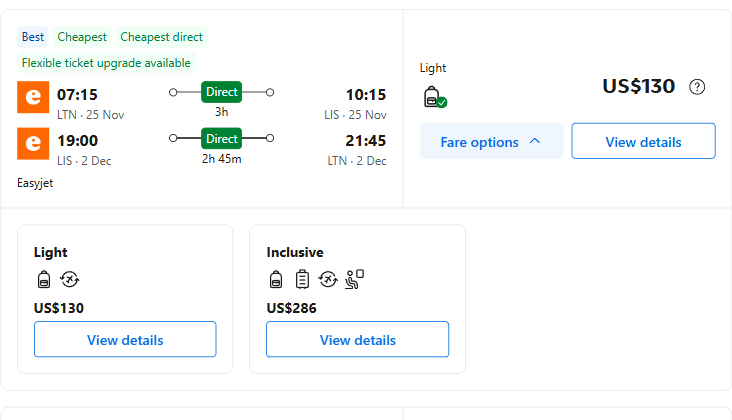 Best Cheapest Cheapest direct
Flexible ticket upgrade available
e 07:15 Direct 10:15
LTN · 25 Nov 3h LIS · 25 Nov
e 19:00 Direct 21:45
LIS · 2 Dec 2h 45m LTN · 2 Dec
Easyjet
Light
US$130 ?
Fare options View details
Light
US$130
View details
Inclusive
US$286
View details